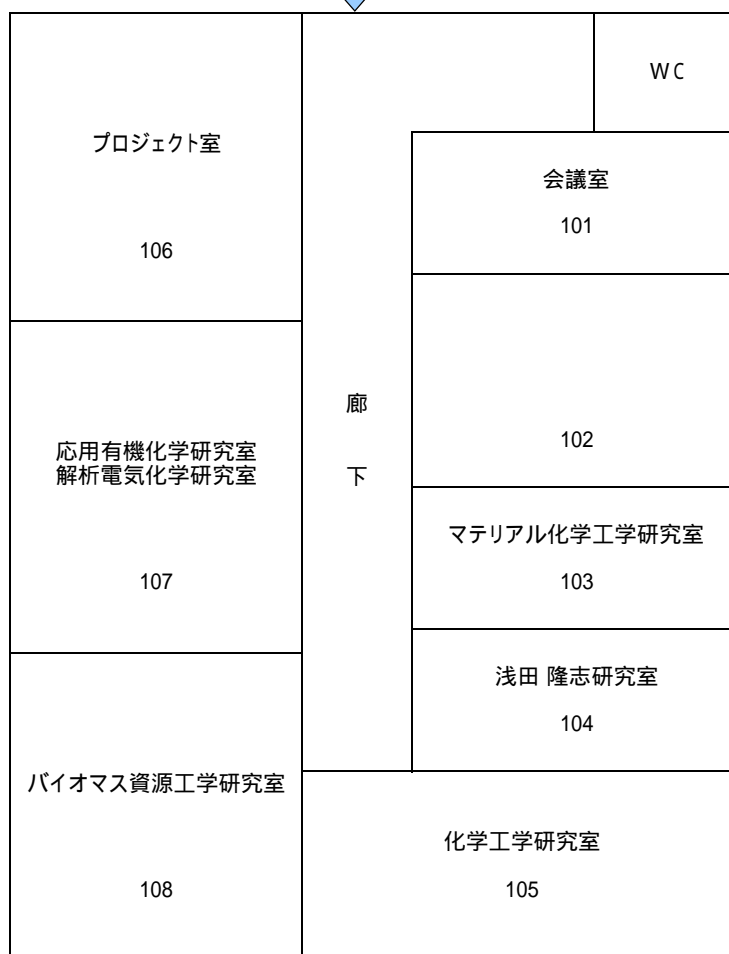 WC
プロジェクト室
106
会議室
101
廊
下
102
応用有機化学研究室
解析電気化学研究室
107
マテリアル化学工学研究室
103
浅田 隆志研究室
104
バイオマス資源工学研究室
108
化学工学研究室
105